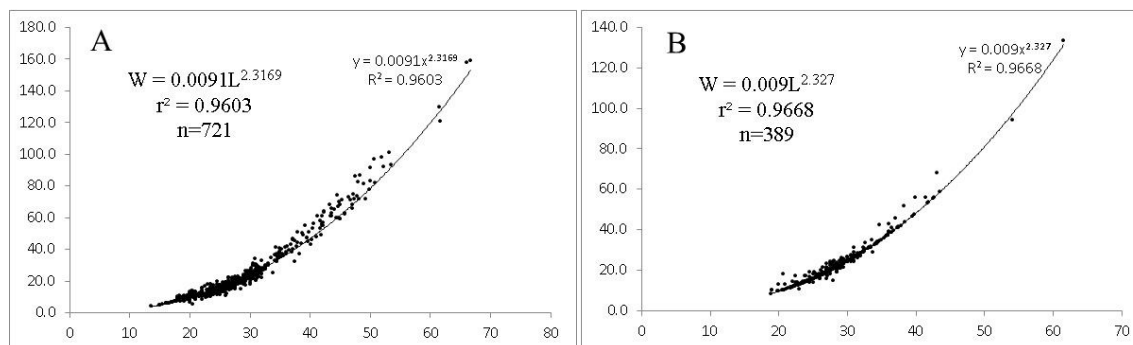 A
W = 0.0091L^2.3169
r² = 0.9603
n=721
y = 0.0091x^2.3169
R² = 0.9603
180.0
160.0
140.0
120.0
100.0
80.0
60.0
40.0
20.0
0.0
0 10 20 30 40 50 60 70 80
B
W = 0.009L^2.327
r² = 0.9668
n=389
y = 0.009x^2.327
R² = 0.9668
140.0
120.0
100.0
80.0
60.0
40.0
20.0
0.0
0 10 20 30 40 50 60 70